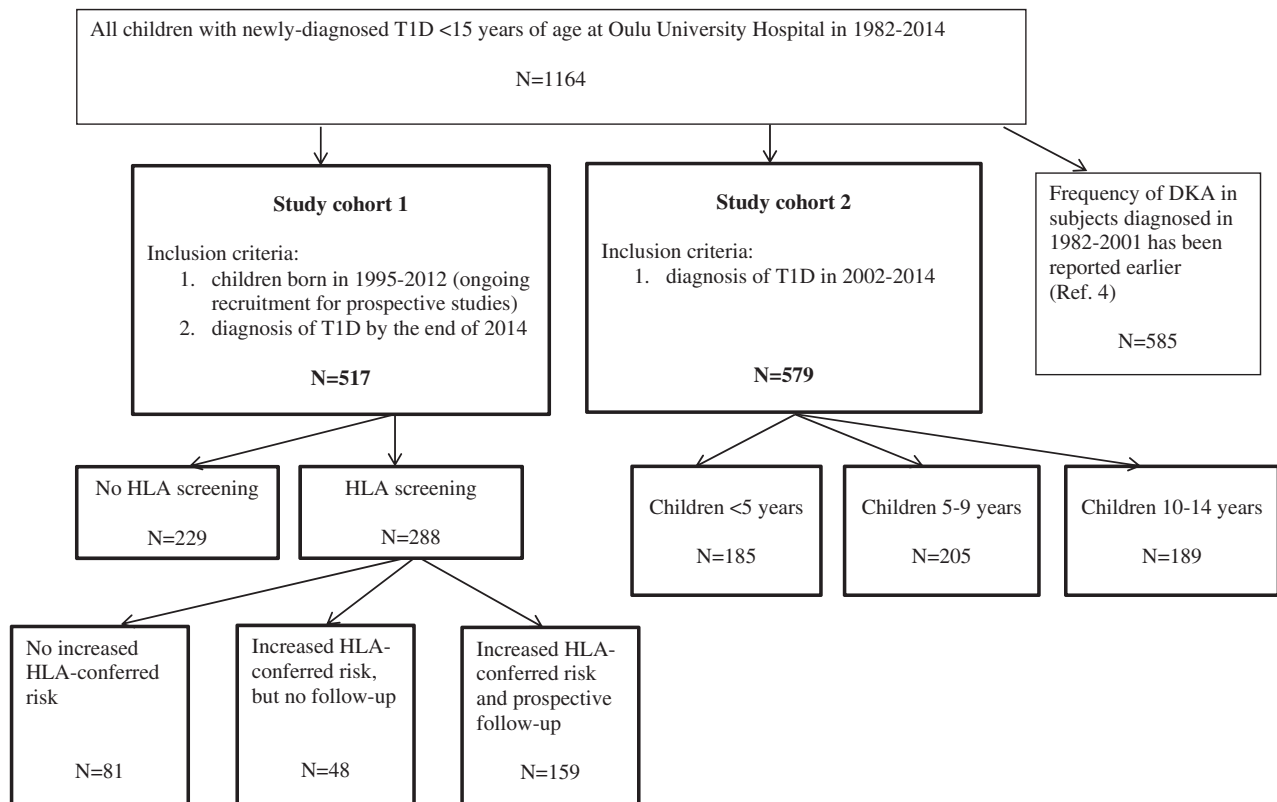 All children with newly-diagnosed T1D <15 years of age at Oulu University Hospital in 1982-2014
N=1164
Study cohort 1
Inclusion criteria:
1. children born in 1995-2012 (ongoing
recruitment for prospective studies)
2. diagnosis of T1D by the end of 2014
N=517
Study cohort 2
Inclusion criteria:
1. diagnosis of T1D in 2002-2014
N=579
Frequency of DKA in
subjects diagnosed in
1982-2001 has been
reported earlier
(Ref. 4)
N=585
No HLA screening
N=229
HLA screening
N=288
Children <5 years
N=185
Children 5-9 years
N=205
Children 10-14 years
N=189
No increased
HLA-conferred
risk
N=81
Increased HLA-
conferred risk,
but no follow-up
N=48
Increased HLA-
conferred risk
and prospective
follow-up
N=159